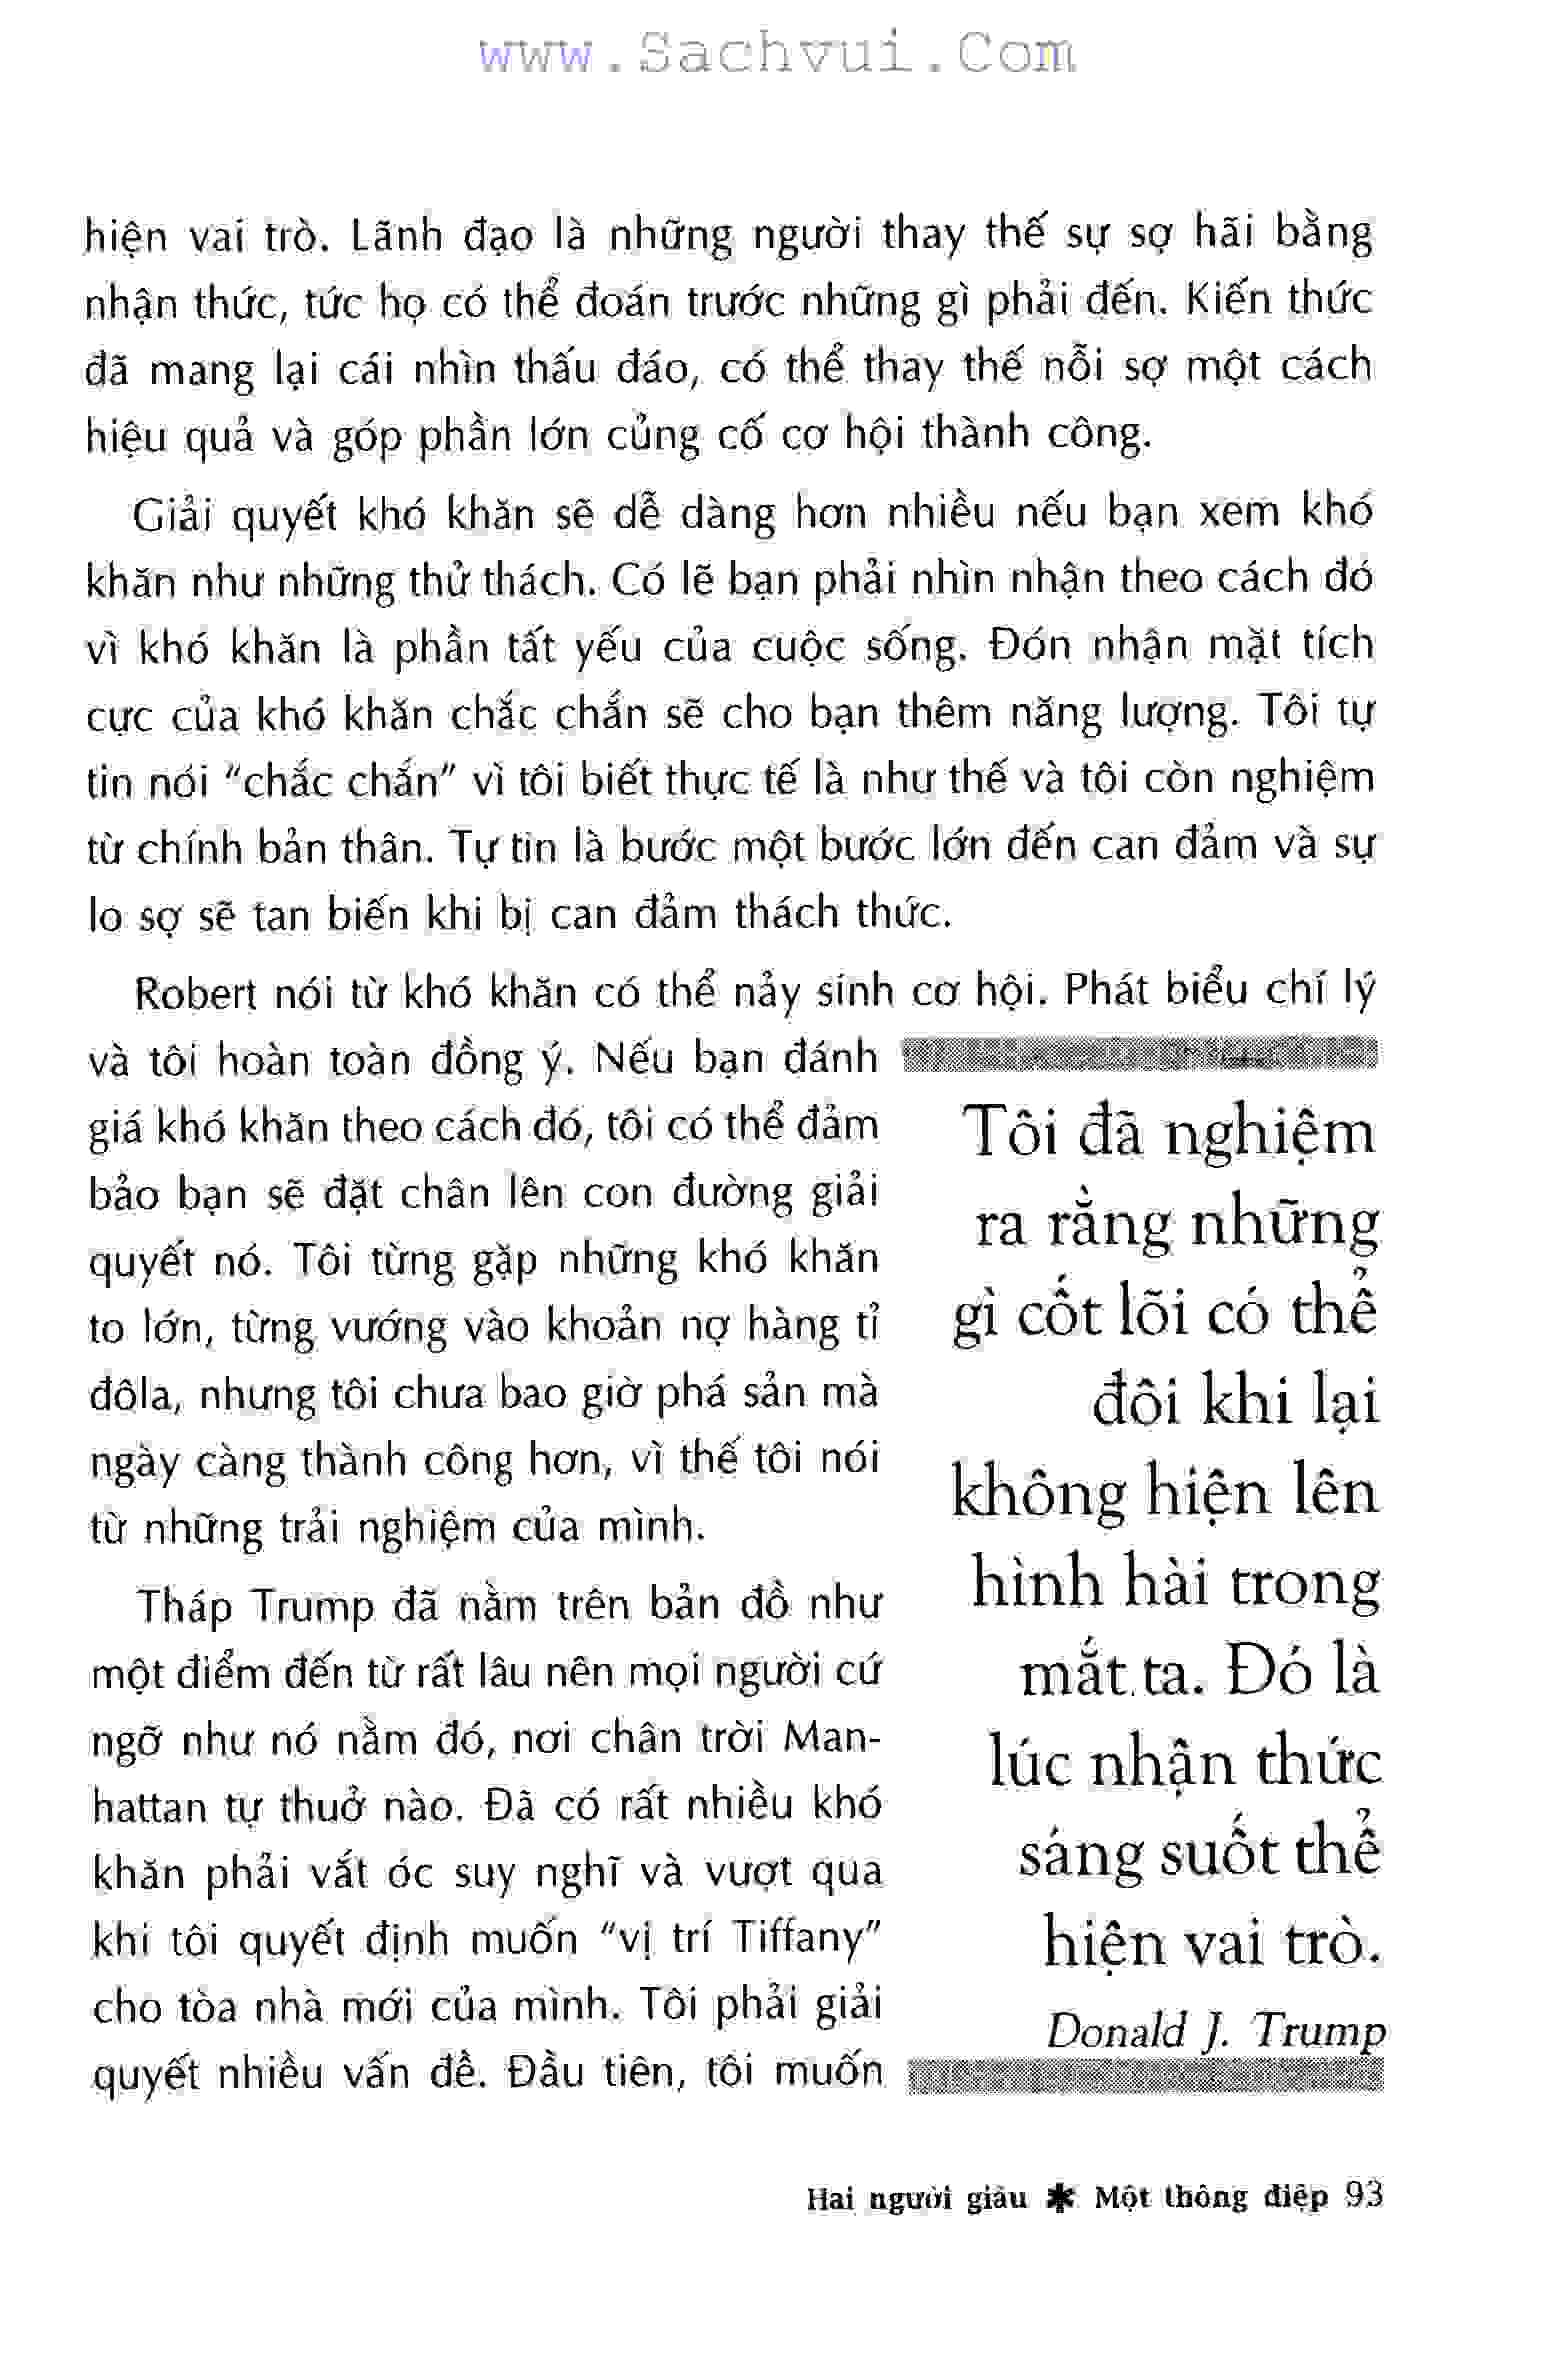 www.Sachvui.Com
hiện vai trò. Lãnh đạo là những người thay thế sự sợ hãi bằng
nhận thức, tức họ có thể đoán trước những gì phải đến. Kiến thức
đã mang lại cái nhìn thấu đáo, có thể thay thế nỗi sợ một cách
hiệu quả và góp phần lớn củng cố cơ hội thành công.
Giải quyết khó khăn sẽ dễ dàng hơn nhiều nếu bạn xem khó
khăn như những thử thách. Có lẽ bạn phải nhìn nhận theo cách đó
vì khó khăn là phần tất yếu của cuộc sống. Đón nhận mặt tích
cực của khó khăn chắc chắn sẽ cho bạn thêm năng lượng. Tôi tự
tin nói "chắc chắn" vì tôi biết thực tế là như thế và tôi còn nghiệm
từ chính bản thân. Tự tin là bước một bước lớn đến can đảm và sự
lo sợ sẽ tan biến khi bị can đảm thách thức.
Robert nói từ khó khăn có thể nảy sinh cơ hội. Phát biểu chí lý
và tôi hoàn toàn đồng ý. Nếu bạn đánh
giá khó khăn theo cách đó, tôi có thể đảm
bảo bạn sẽ đặt chân lên con đường giải
quyết nó. Tôi từng gặp những khó khăn
to lớn, từng vướng vào khoản nợ hàng tỉ
đôla, nhưng tôi chưa bao giờ phá sản mà
ngày càng thành công hơn, vì thế tôi nói
từ những trải nghiệm của mình.
Tháp Trump đã nằm trên bản đồ như
một điểm đến từ rất lâu nên mọi người cứ
ngỡ như nó nằm đó, nơi chân trời Man-
hattan tự thuở nào. Đã có rất nhiều khó
khăn phải vắt óc suy nghĩ và vượt qua
khi tôi quyết định muốn "vị trí Tiffany"
cho tòa nhà mới của mình. Tôi phải giải
quyết nhiều vấn đề. Đầu tiên, tôi muốn
Tôi đã nghiệm
ra rằng những
gì cốt lõi có thể
đôi khi lại
không hiện lên
hình hài trong
mắt ta. Đó là
lúc nhận thức
sáng suốt thể
hiện vai trò.
Donald J. Trump
Hai người giàu ✱ Một thông điệp 93